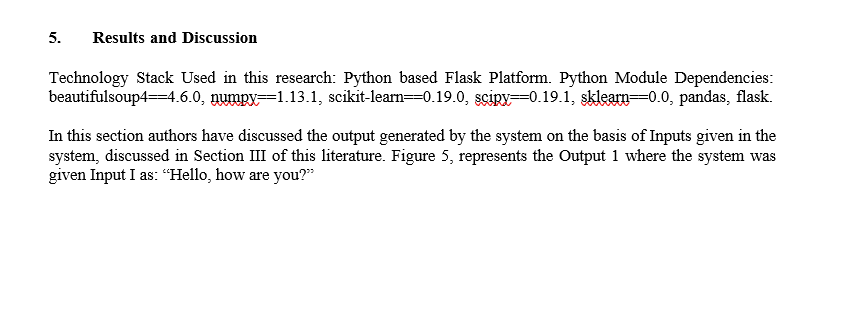 5. Results and Discussion
Technology Stack Used in this research: Python based Flask Platform. Python Module Dependencies:
beautifulsoup4==4.6.0, numpy==1.13.1, scikit-learn==0.19.0, scipy==0.19.1, sklearn==0.0, pandas, flask.
In this section authors have discussed the output generated by the system on the basis of Inputs given in the
system, discussed in Section III of this literature. Figure 5, represents the Output 1 where the system was
given Input I as: “Hello, how are you?”